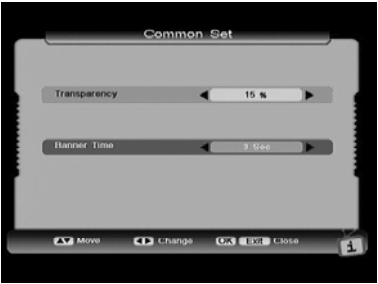 Common Set
Transparency 15 %
Banner Time 3 Sec
Move Change OK Exit Close
i